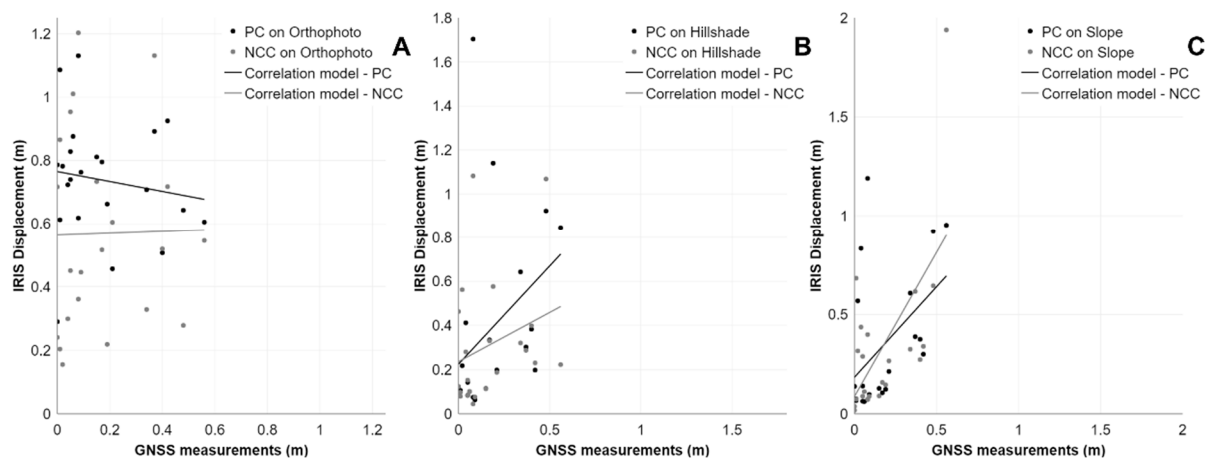 PC on Orthophoto
NCC on Orthophoto
Correlation model - PC
Correlation model - NCC
A
IRIS Displacement (m)
1.2
1
0.8
0.6
0.4
0.2
0
0
0.2
0.4
0.6
0.8
1
1.2
GNSS measurements (m)
PC on Hillshade
NCC on Hillshade
Correlation model - PC
Correlation model - NCC
B
IRIS Displacement (m)
1.8
1.6
1.4
1.2
1
0.8
0.6
0.4
0.2
0
0
0.5
1
1.5
GNSS measurements (m)
PC on Slope
NCC on Slope
Correlation model - PC
Correlation model - NCC
C
IRIS Displacement (m)
2
1.5
1
0.5
0
0
0.5
1
1.5
2
GNSS measurements (m)